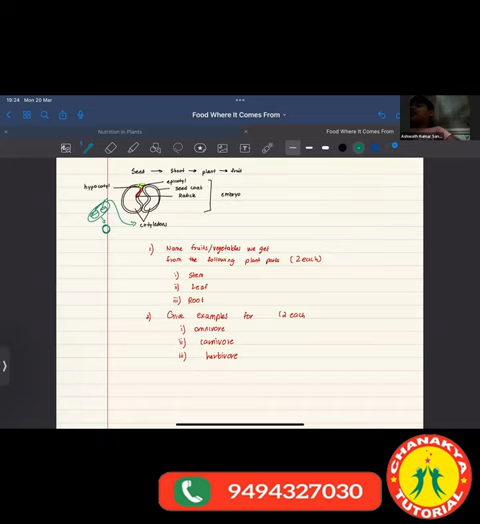 19:24 Mon 20 Mar
Food Where It Comes From
Nutrition in Plants
Food Where It Comes From
Ashwath Kumar San...
Seed → Shoot → plant → fruit
epicotyl
hypocotyl
seed coat
Radicle
embryo
cotyledons
1) Name fruits/vegetables we get
from the following plant parts (2 each)
i) Stem
ii) Leaf
iii) Root
2) Give examples for (2 each
i) omnivore
ii) carnivore
iii) herbivore
9494327030
CHANAKYA
TUTORIAL